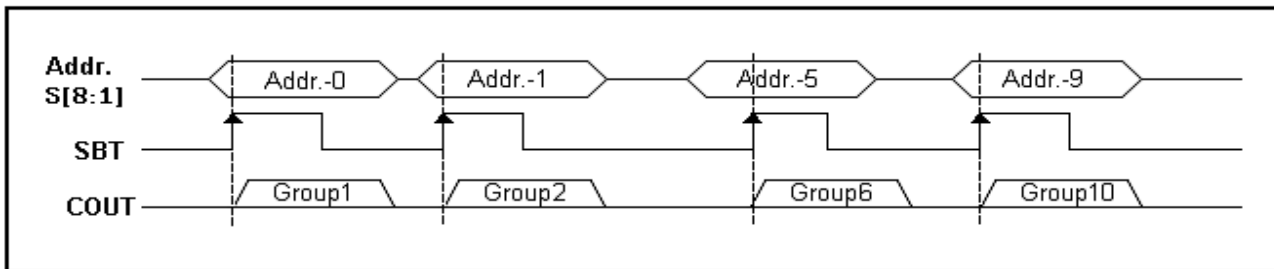 Addr.
S[8:1]
Addr.-0 Addr.-1 Addr.-5 Addr.-9
SBT
COUT Group1 Group2 Group6 Group10